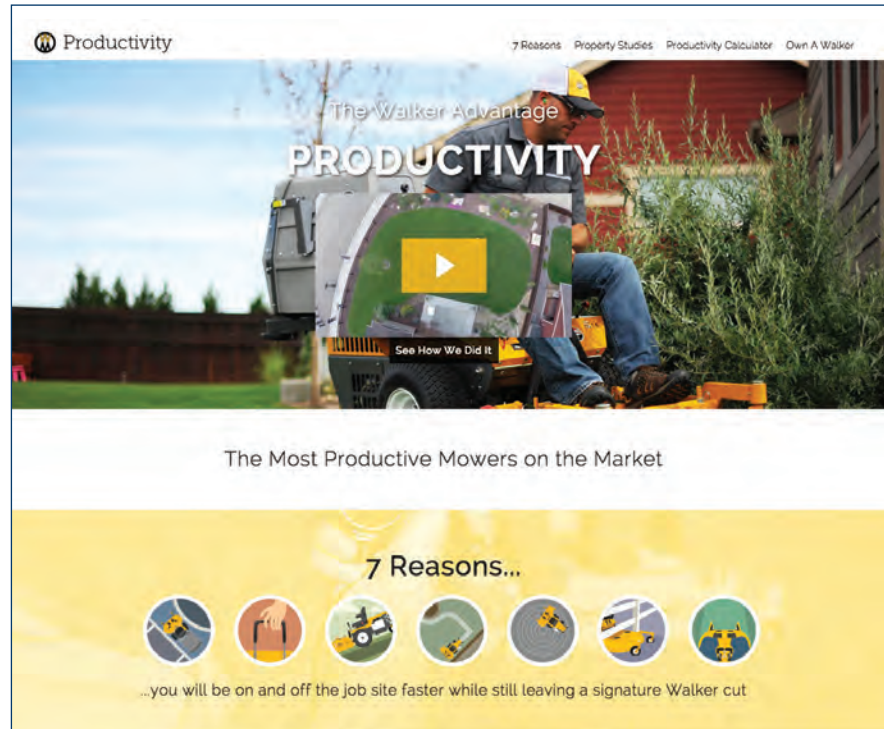 Productivity
7 Reasons Property Studies Productivity Calculator Own A Walker
The Walker Advantage
PRODUCTIVITY
See How We Did It
The Most Productive Mowers on the Market
7 Reasons...
...you will be on and off the job site faster while still leaving a signature Walker cut